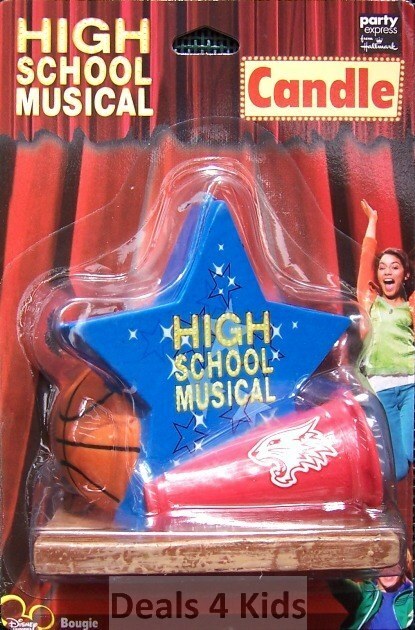 HIGH
SCHOOL
MUSICAL
party
express
from
Hallmark
Candle
HIGH
SCHOOL
MUSICAL
Disney
Bougie
Deals 4 Kids